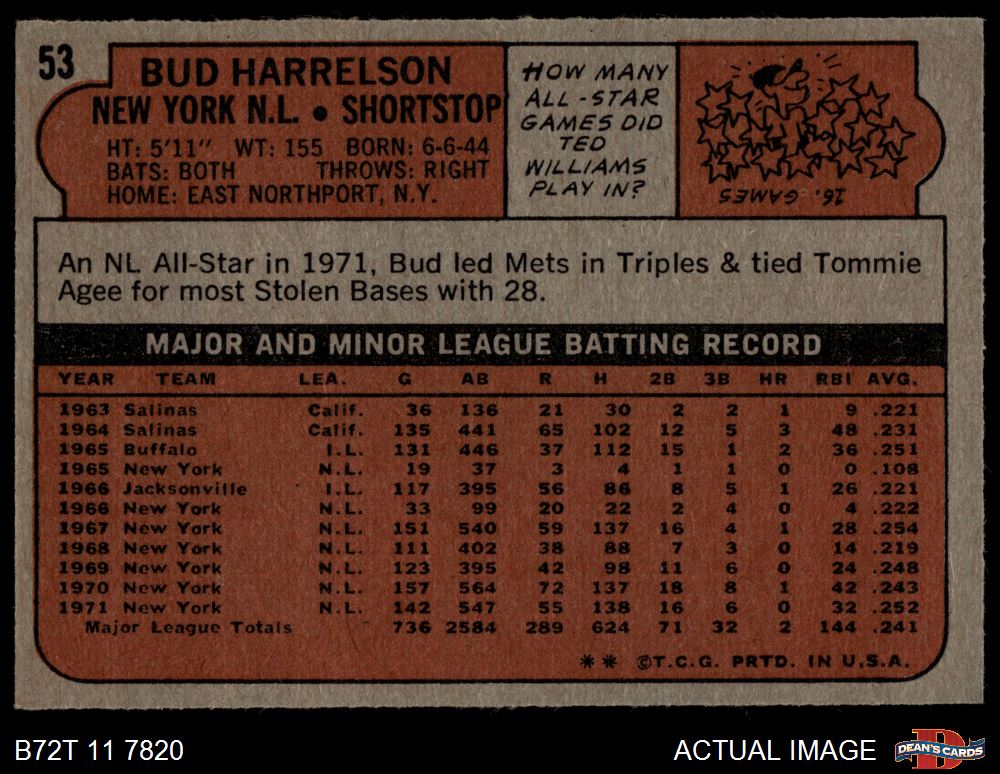 53
BUD HARRELSON
NEW YORK N.L. • SHORTSTOP
HT: 5'11" WT: 155 BORN: 6-6-44
BATS: BOTH THROWS: RIGHT
HOME: EAST NORTHPORT, N.Y.
HOW MANY
ALL-STAR
GAMES DID
TED
WILLIAMS
PLAY IN?
16. GAMES
An NL All-Star in 1971, Bud led Mets in Triples & tied Tommie
Agee for most Stolen Bases with 28.
MAJOR AND MINOR LEAGUE BATTING RECORD
YEAR TEAM LEA. G AB R H 2B 3B HR RBI AVG.
1963 Salinas Calif. 36 136 21 30 2 2 1 9 .221
1964 Salinas Calif. 135 441 65 102 12 5 3 48 .231
1965 Buffalo I.L. 131 446 37 112 15 1 2 36 .251
1965 New York N.L. 19 37 3 4 1 1 0 0 .108
1966 Jacksonville I.L. 117 395 56 86 8 5 1 26 .221
1966 New York N.L. 33 99 20 22 2 4 0 4 .222
1967 New York N.L. 151 540 59 137 16 4 1 28 .254
1968 New York N.L. 111 402 38 88 7 3 0 14 .219
1969 New York N.L. 123 395 42 98 11 6 0 24 .248
1970 New York N.L. 157 564 72 137 18 8 1 42 .243
1971 New York N.L. 142 547 55 138 16 6 0 32 .252
Major League Totals 736 2584 289 624 71 32 2 144 .241
** ©T.C.G. PRTD. IN U.S.A.
B72T 11 7820
ACTUAL IMAGE
D
DEAN'S CARDS